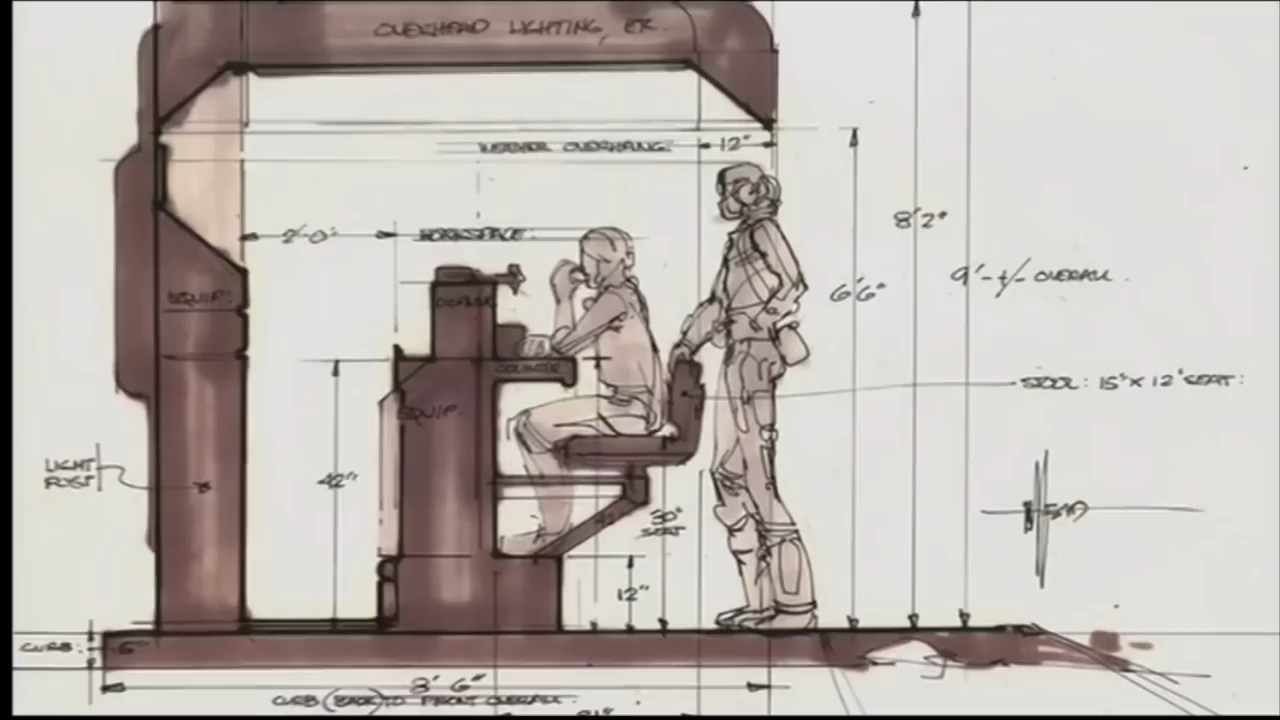 OVERHEAD LIGHTING, ETC.
WEATHER OVERHANG:
12"
2'-0"
WORKSPACE:
8'2"
6'6"
9' -+/- OVERALL.
EQUIP:
COUNTER
STOOL: 15" X 12" SEAT:
EQUIP.
LIGHT
POST
42"
30"
SEAT
12"
CURB:
6"
8' 6"
CURB (BACK) TO FRONT OVERALL.